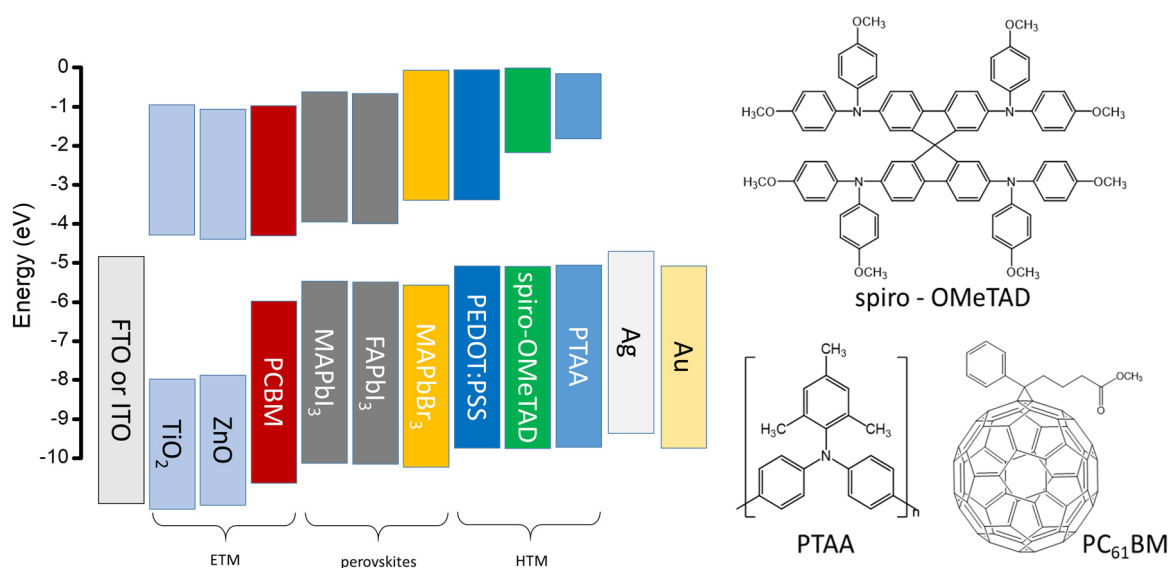 Energy (eV)
0
-1
-2
-3
-4
-5
-6
-7
-8
-9
-10
FTO or ITO
TiO₂
ZnO
PCBM
MAPbI₃
FAPbI₃
MAPbBr₃
PEDOT:PSS
spiro-OMeTAD
PTAA
Ag
Au
ETM
perovskites
HTM
OCH₃
OCH₃
H₃CO
N
N
OCH₃
H₃CO
N
N
OCH₃
OCH₃
OCH₃
spiro - OMeTAD
CH₃
H₃C
CH₃
N
n
PTAA
CH₃
O
O
PC₆₁BM